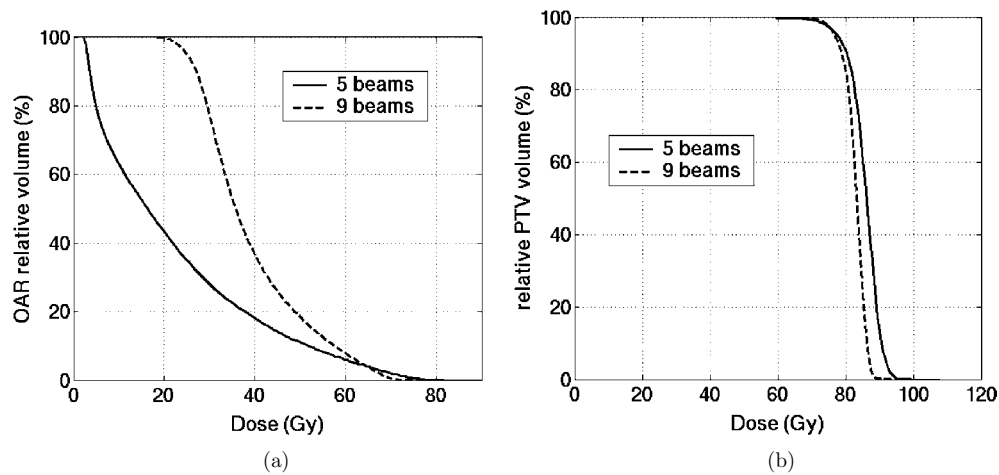 OAR relative volume (%)
100
80
60
40
20
0
5 beams
9 beams
0 20 40 60 80
Dose (Gy)
(a)
relative PTV volume (%)
100
80
60
40
20
0
5 beams
9 beams
0 20 40 60 80 100 120
Dose (Gy)
(b)